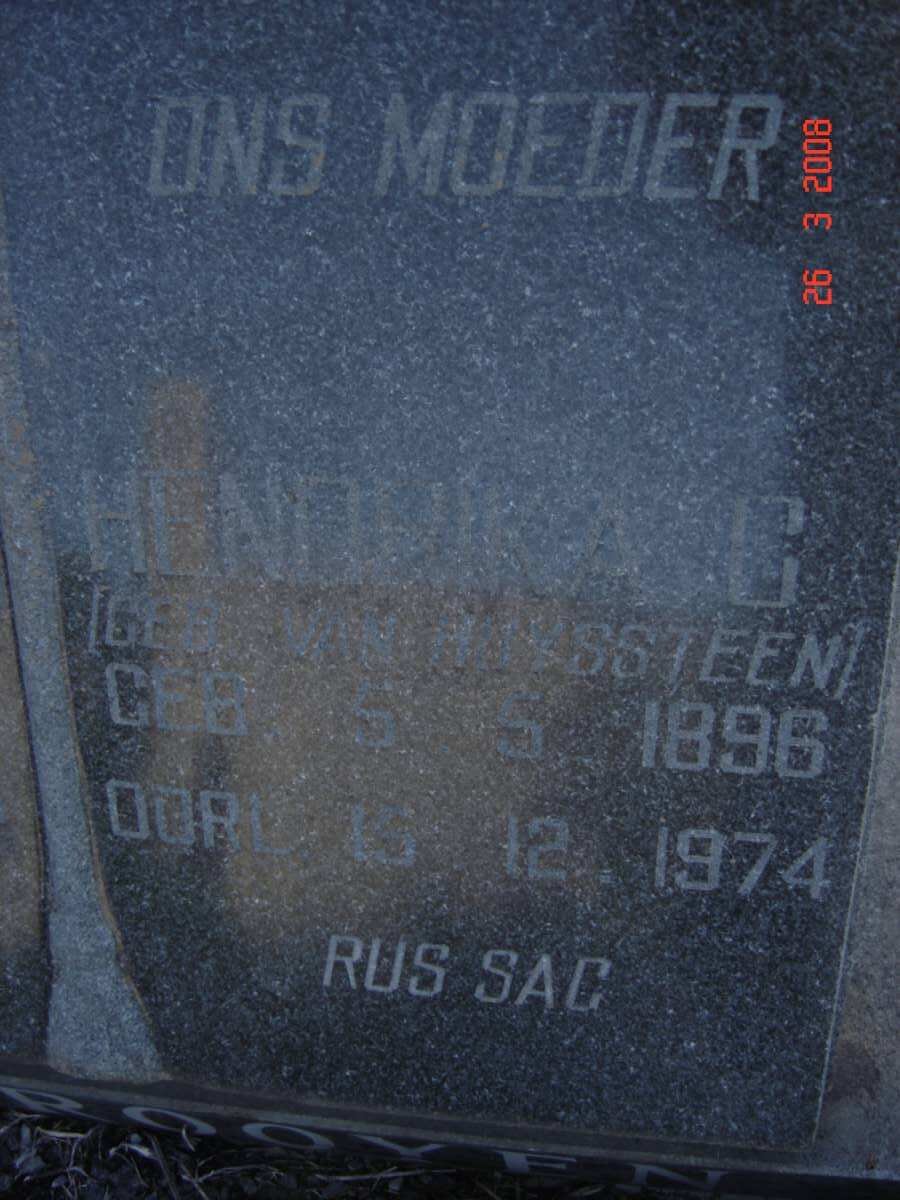 ONS MOEDER
HENDRIKA C
(GEB. VAN HUYSSTEEN)
GEB. 5. 5. 1896
OORL. 15. 12. 1974
RUS SAG
ROOYEN
26 3 2008